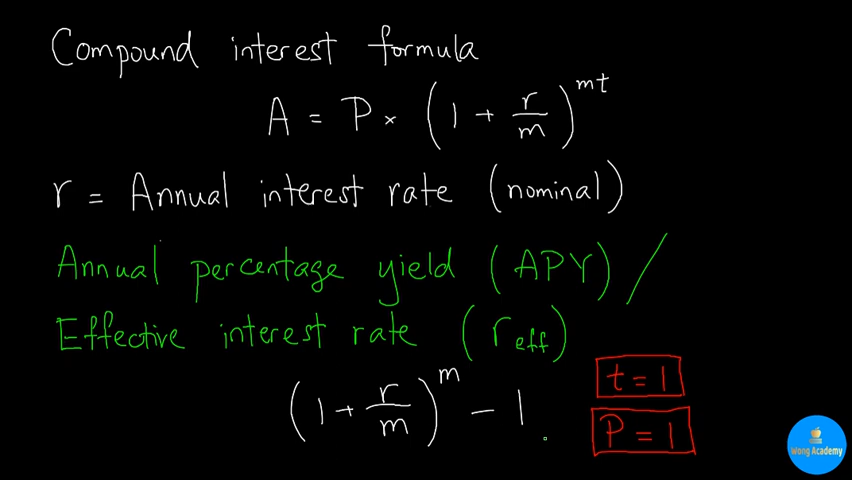 Compound interest formula
A = P × (1 + r/m)^mt
r = Annual interest rate (nominal)
Annual percentage yield (APY) /
Effective interest rate (r_eff)
(1 + r/m)^m - 1
t = 1
P = 1
Wong Academy